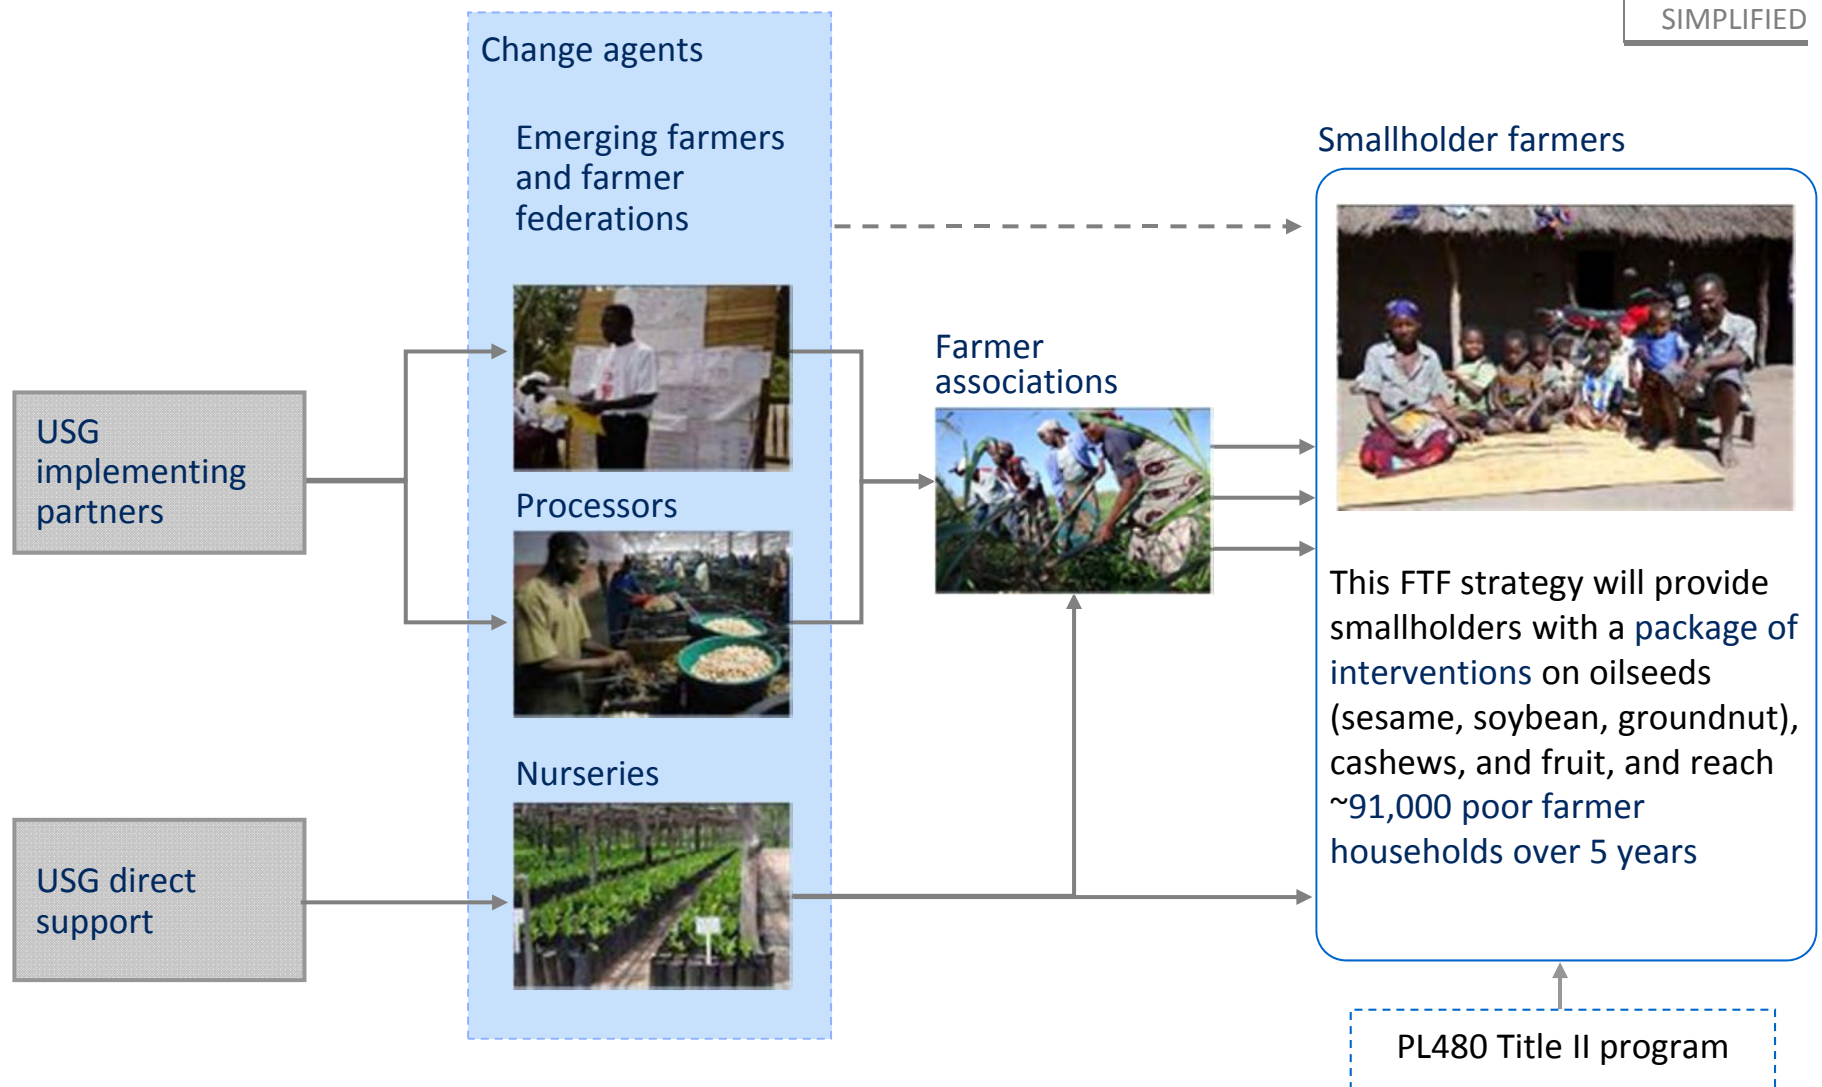 SIMPLIFIED
Change agents
Emerging farmers
and farmer
federations
Smallholder farmers
Farmer
associations
USG
implementing
partners
Processors
This FTF strategy will provide
smallholders with a package of
interventions on oilseeds
(sesame, soybean, groundnut),
cashews, and fruit, and reach
~91,000 poor farmer
households over 5 years
Nurseries
USG direct
support
PL480 Title II program